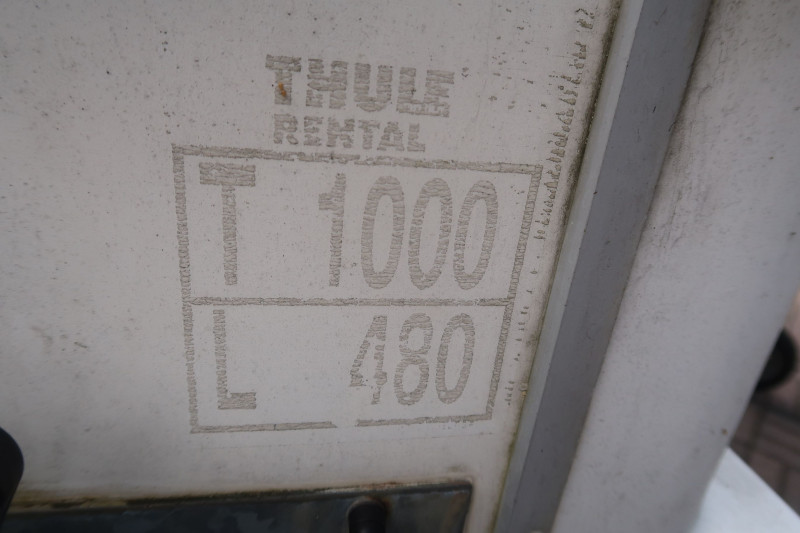 THULE
RENTAL
T 1000
L 480